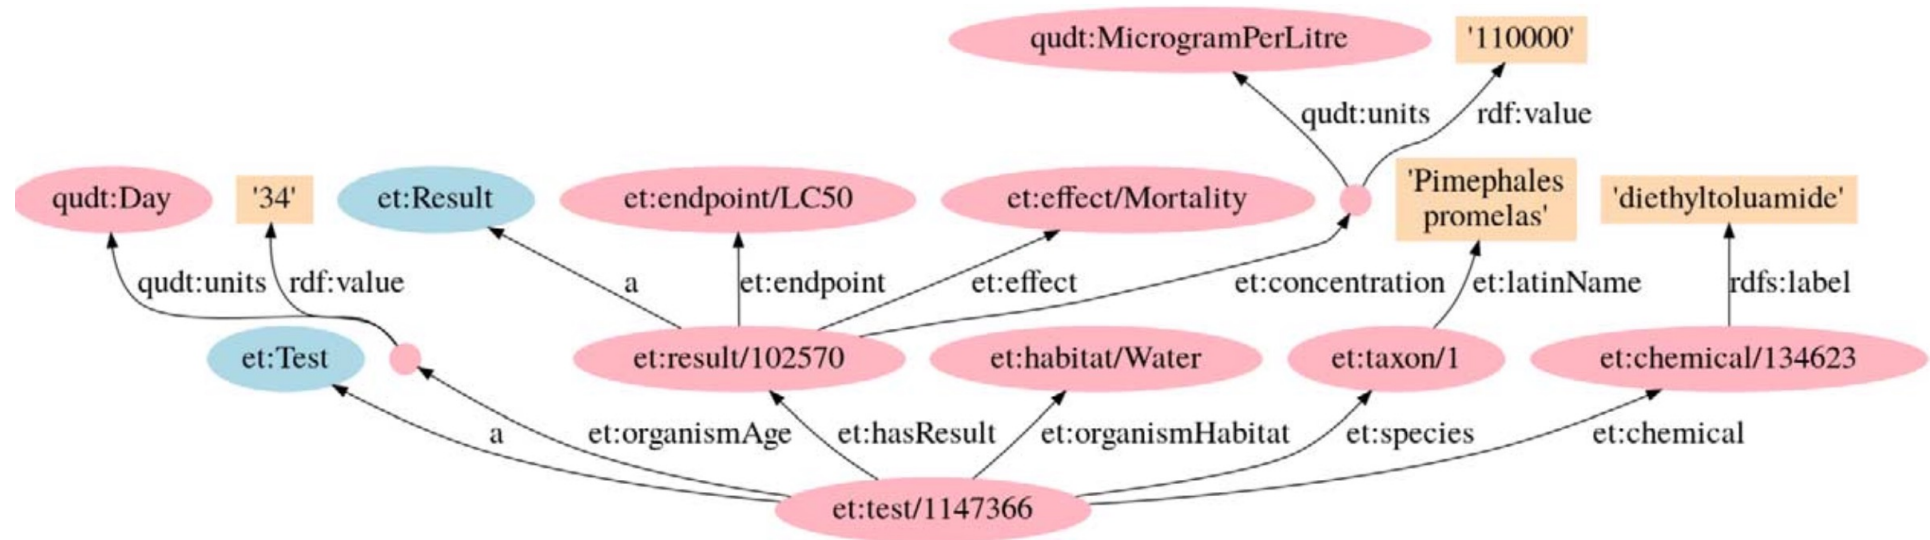 qudt:MicrogramPerLitre
'110000'
qudt:units
rdf:value
qudt:Day
'34'
et:Result
et:endpoint/LC50
et:effect/Mortality
'Pimephales
promelas'
'diethyltoluamide'
qudt:units
rdf:value
a
et:endpoint
et:effect
et:concentration
et:latinName
rdfs:label
et:Test
et:result/102570
et:habitat/Water
et:taxon/1
et:chemical/134623
a
et:organismAge
et:hasResult
et:organismHabitat
et:species
et:chemical
et:test/1147366